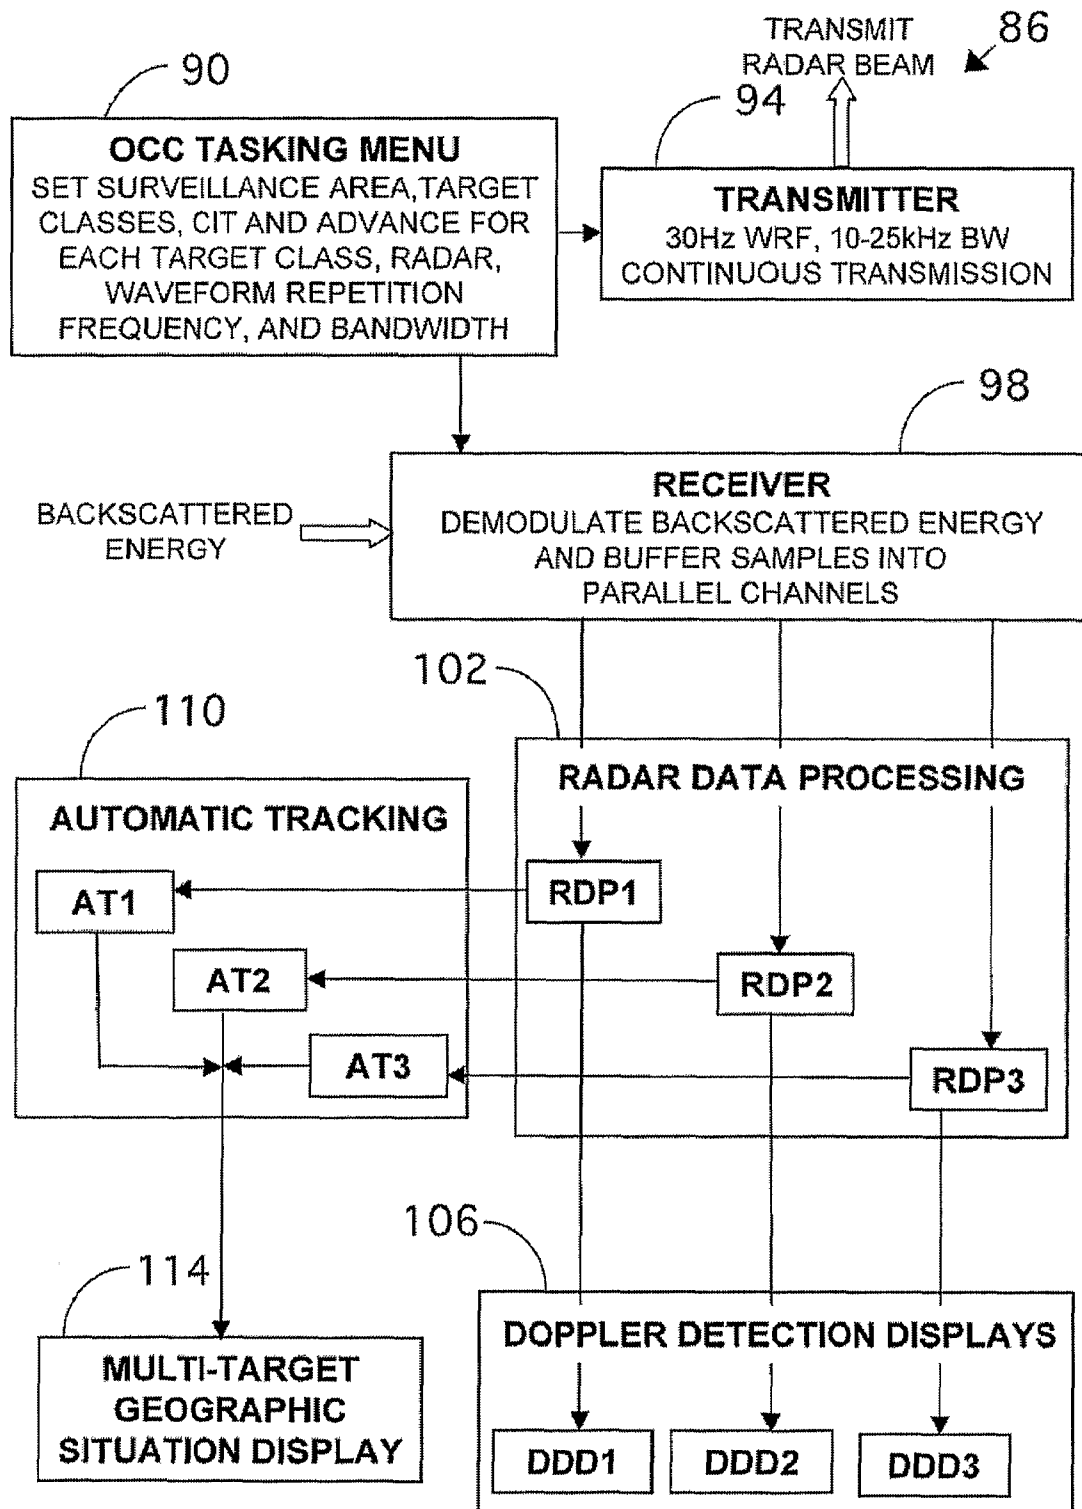 TRANSMIT
RADAR BEAM
86
90
94
OCC TASKING MENU
SET SURVEILLANCE AREA,TARGET
CLASSES, CIT AND ADVANCE FOR
EACH TARGET CLASS, RADAR,
WAVEFORM REPETITION
FREQUENCY, AND BANDWIDTH
TRANSMITTER
30Hz WRF, 10-25kHz BW
CONTINUOUS TRANSMISSION
98
BACKSCATTERED
ENERGY
RECEIVER
DEMODULATE BACKSCATTERED ENERGY
AND BUFFER SAMPLES INTO
PARALLEL CHANNELS
102
110
RADAR DATA PROCESSING
AUTOMATIC TRACKING
RDP1
AT1
RDP2
AT2
RDP3
AT3
106
114
DOPPLER DETECTION DISPLAYS
MULTI-TARGET
GEOGRAPHIC
SITUATION DISPLAY
DDD1
DDD2
DDD3